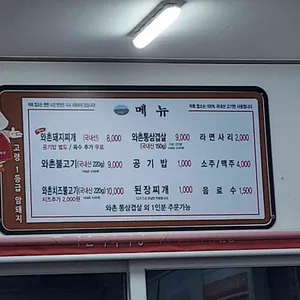 메 뉴
와촌돼지찌개 (국내산) 8,000
공기밥 별도 / 육수 추가 무료
와촌통삼겹살 9,000
(국내산) 150g
라 면 사 리 2,000
와촌불고기 (국내산 220g) 9,000
공 기 밥 1,000
소주/맥주 4,000
와촌치즈불고기 (국내산 220g) 10,000
치즈추가 2,000원
된장찌개 1,000
음 료 수 1,500
와촌 통삼겹살 외 1인분 주문가능
고령 1등급 암돼지